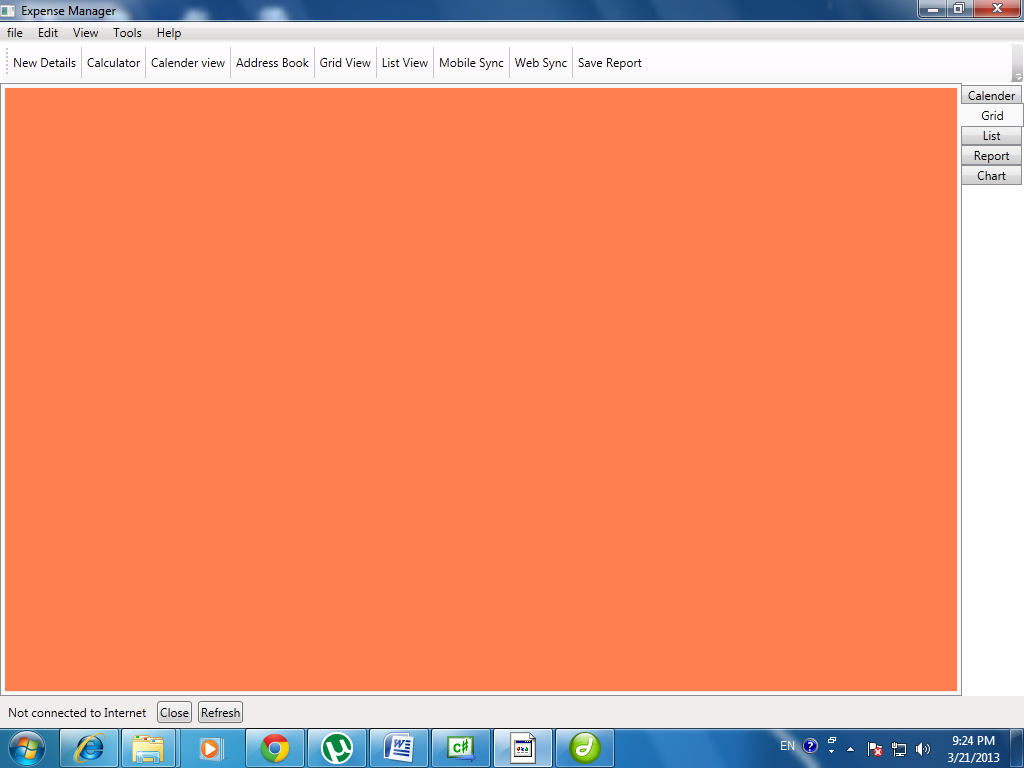 Expense Manager
file Edit View Tools Help
New Details Calculator Calender view Address Book Grid View List View Mobile Sync Web Sync Save Report
Calender
Grid
List
Report
Chart
Not connected to Internet Close Refresh
EN 9:24 PM
3/21/2013